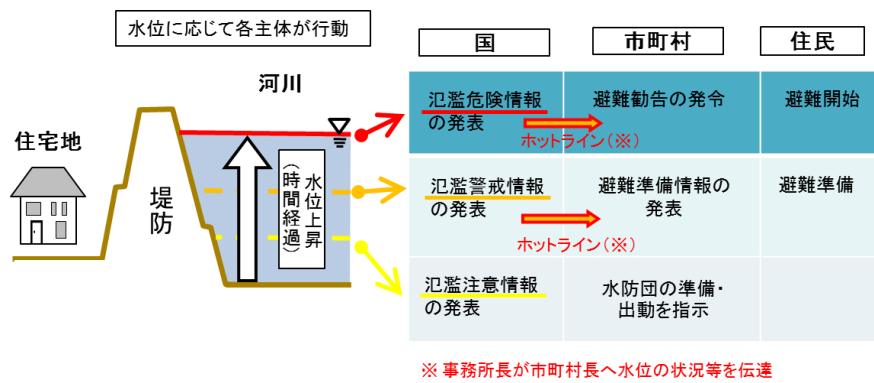 水位に応じて各主体が行動
国
市町村
住民
河川
住宅地
堤防
水位上昇
(時間経過)
氾濫危険情報
の発表
避難勧告の発令
避難開始
ホットライン(※)
氾濫警戒情報
の発表
避難準備情報の
発表
避難準備
ホットライン(※)
氾濫注意情報
の発表
水防団の準備・
出動を指示
※ 事務所長が市町村長へ水位の状況等を伝達